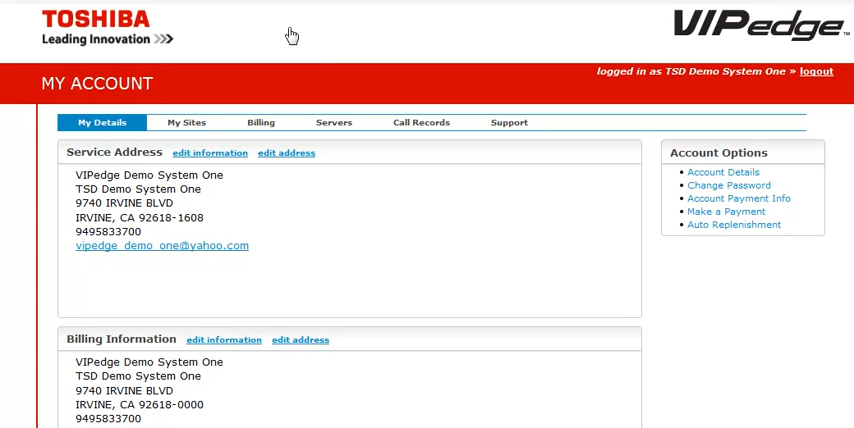 TOSHIBA
Leading Innovation >>>
VIPedge™
logged in as TSD Demo System One » logout
MY ACCOUNT
My Details My Sites Billing Servers Call Records Support
Service Address edit information edit address
VIPedge Demo System One
TSD Demo System One
9740 IRVINE BLVD
IRVINE, CA 92618-1608
9495833700
vipedge_demo_one@yahoo.com
Account Options
• Account Details
• Change Password
• Account Payment Info
• Make a Payment
• Auto Replenishment
Billing Information edit information edit address
VIPedge Demo System One
TSD Demo System One
9740 IRVINE BLVD
IRVINE, CA 92618-0000
9495833700